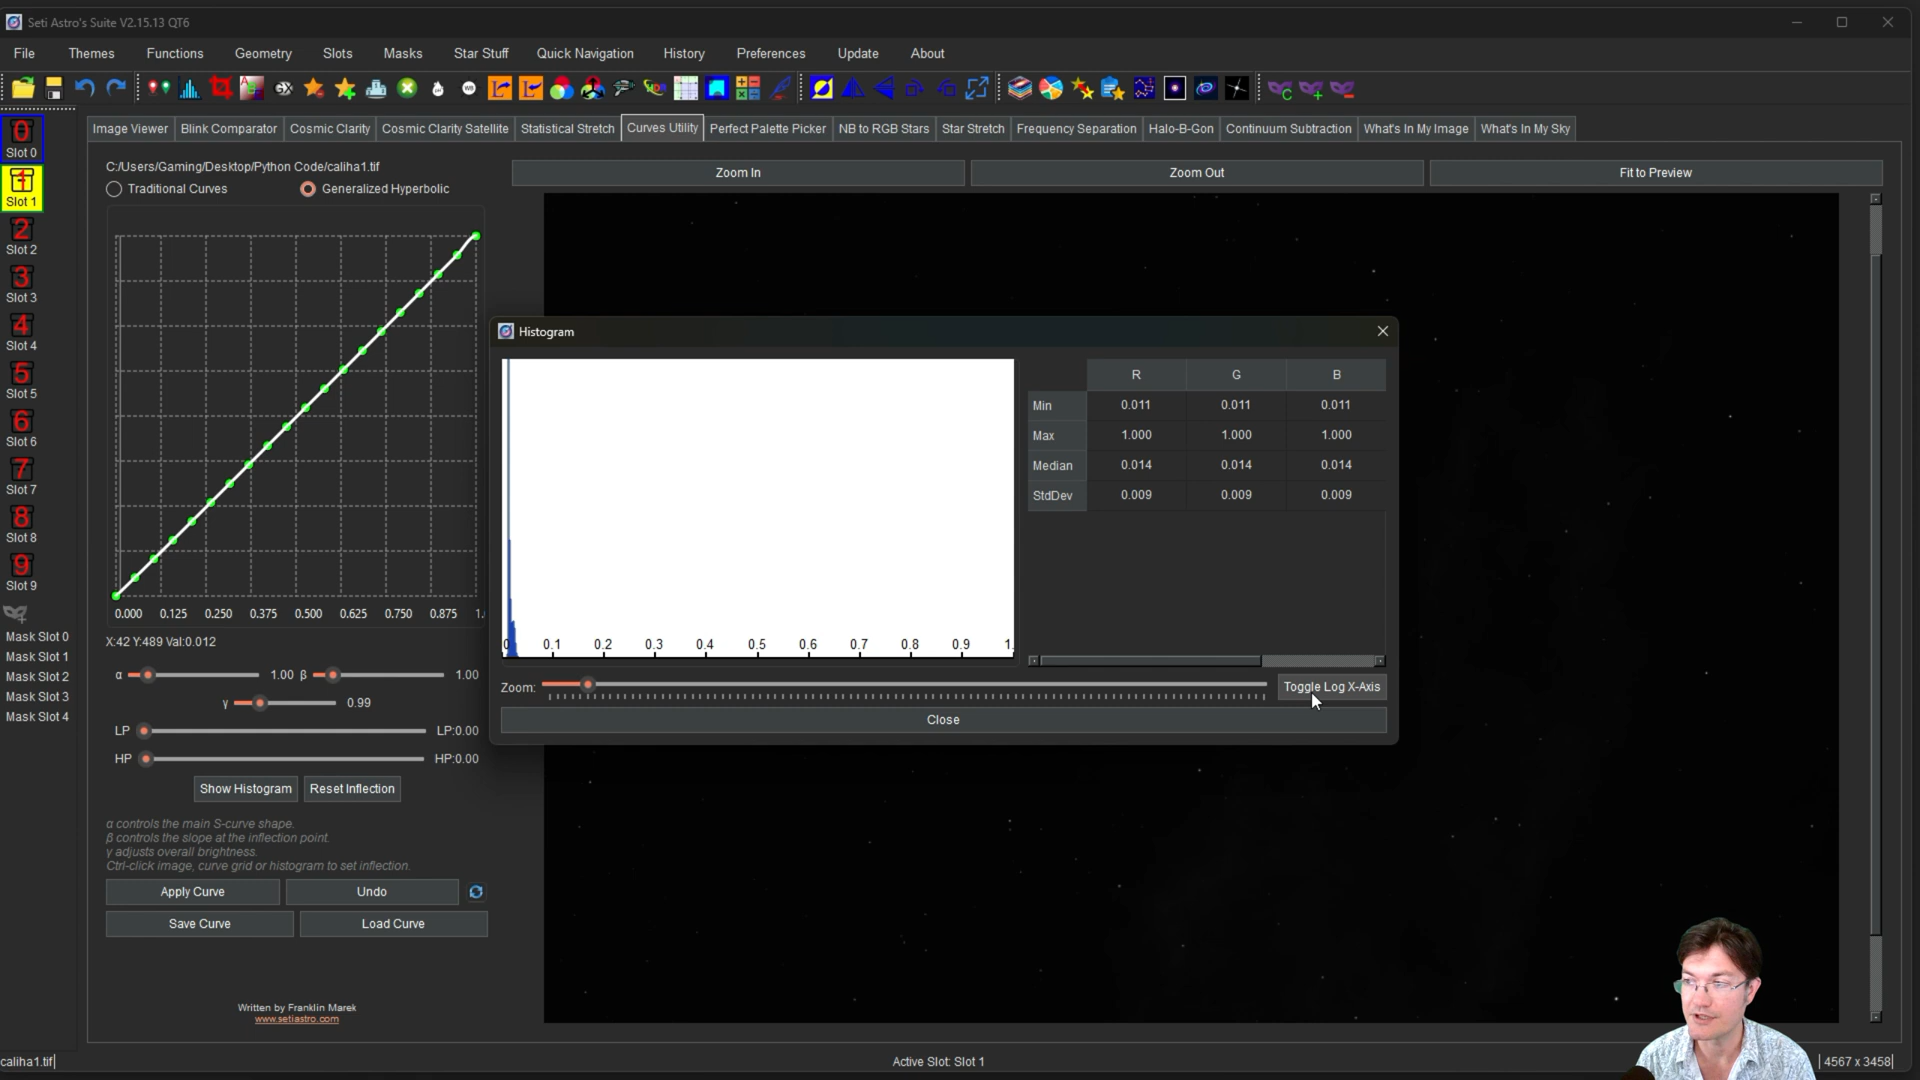 Seti Astro's Suite V2.15.13 QT6
File Themes Functions Geometry Slots Masks Star Stuff Quick Navigation History Preferences Update About
Image Viewer Blink Comparator Cosmic Clarity Cosmic Clarity Satellite Statistical Stretch Curves Utility Perfect Palette Picker NB to RGB Stars Star Stretch Frequency Separation Halo-B-Gon Continuum Subtraction What's In My Image What's In My Sky
0
Slot 0
1
Slot 1
2
Slot 2
3
Slot 3
4
Slot 4
5
Slot 5
6
Slot 6
7
Slot 7
8
Slot 8
9
Slot 9
Mask Slot 0
Mask Slot 1
Mask Slot 2
Mask Slot 3
Mask Slot 4
C:/Users/Gaming/Desktop/Python Code/caliha1.tif
Traditional Curves Generalized Hyperbolic
0.000 0.125 0.250 0.375 0.500 0.625 0.750 0.875 1.
X:42 Y:489 Val:0.012
α 1.00 β 1.00
γ 0.99
LP LP:0.00
HP HP:0.00
Show Histogram Reset Inflection
α controls the main S-curve shape.
β controls the slope at the inflection point.
γ adjusts overall brightness.
Ctrl-click image, curve grid or histogram to set inflection.
Apply Curve Undo
Save Curve Load Curve
Written by Franklin Marek
www.setiastro.com
Zoom In Zoom Out Fit to Preview
Histogram
0 0.1 0.2 0.3 0.4 0.5 0.6 0.7 0.8 0.9 1.
R G B
Min 0.011 0.011 0.011
Max 1.000 1.000 1.000
Median 0.014 0.014 0.014
StdDev 0.009 0.009 0.009
Zoom: Toggle Log X-Axis
Close
caliha1.tif Active Slot: Slot 1 4567 x 3458